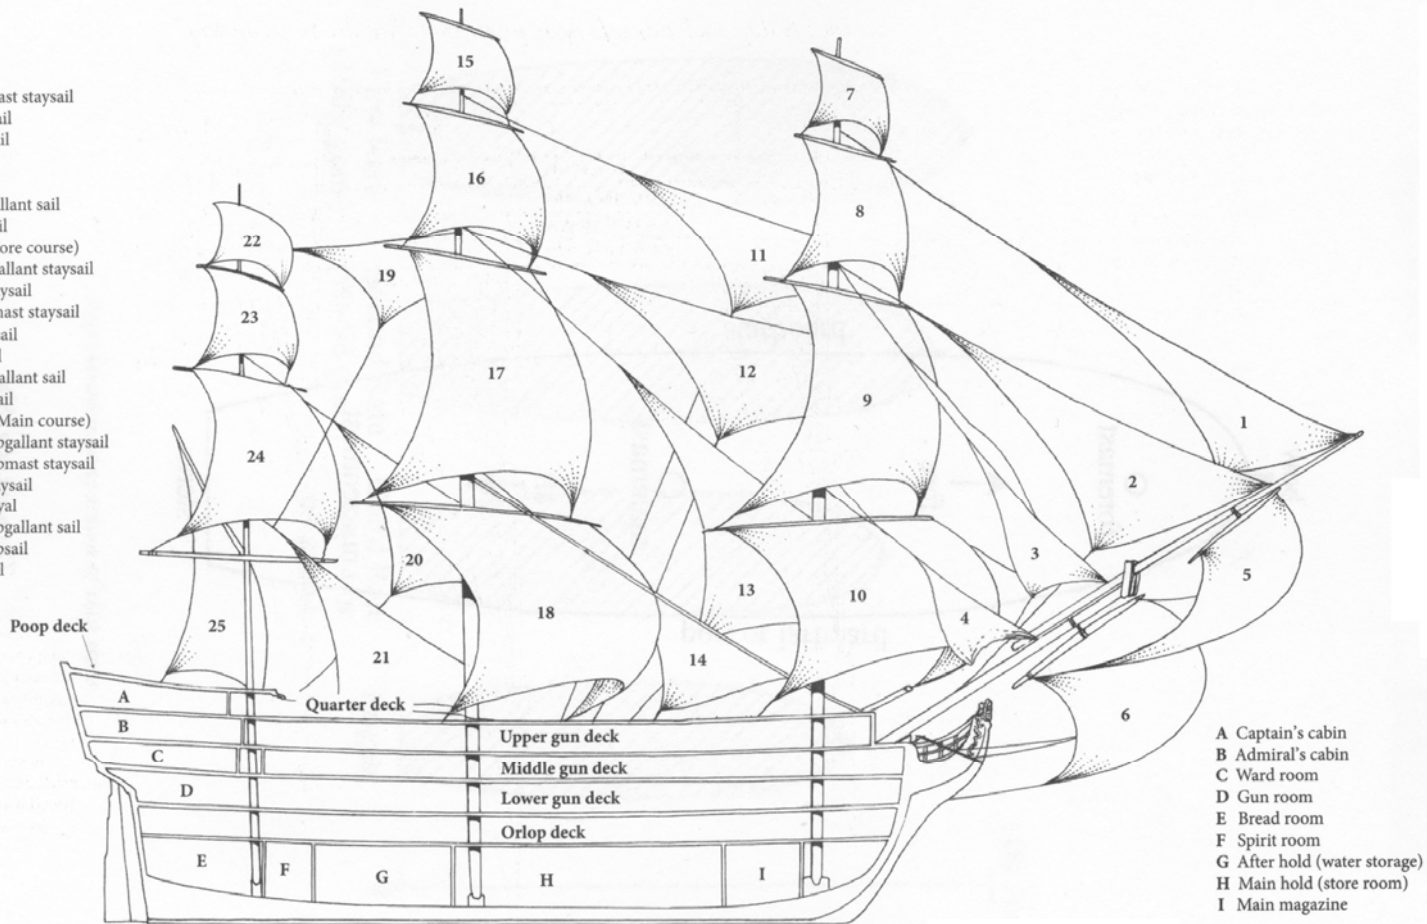 ast staysail
ail
il
llant sail
il
ore course)
allant staysail
ysail
mast staysail
ail
l
allant sail
ail
Main course)
ogallant staysail
omast staysail
ysail
yal
ogallant sail
osail
l
15
7
16
8
22
11
19
23
17
12
9
1
24
2
20
3
5
13
10
18
4
Poop deck
25
21
14
6
A
Quarter deck
B
Upper gun deck
C
Middle gun deck
D
Lower gun deck
Orlop deck
E
F
G
H
I
A Captain's cabin
B Admiral's cabin
C Ward room
D Gun room
E Bread room
F Spirit room
G After hold (water storage)
H Main hold (store room)
I Main magazine